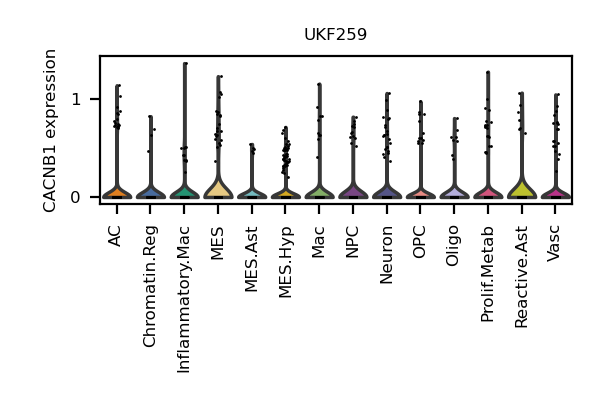 UKF259
CACNB1 expression
1
0
AC
Chromatin.Reg
Inflammatory.Mac
MES
MES.Ast
MES.Hyp
Mac
NPC
Neuron
OPC
Oligo
Prolif.Metab
Reactive.Ast
Vasc